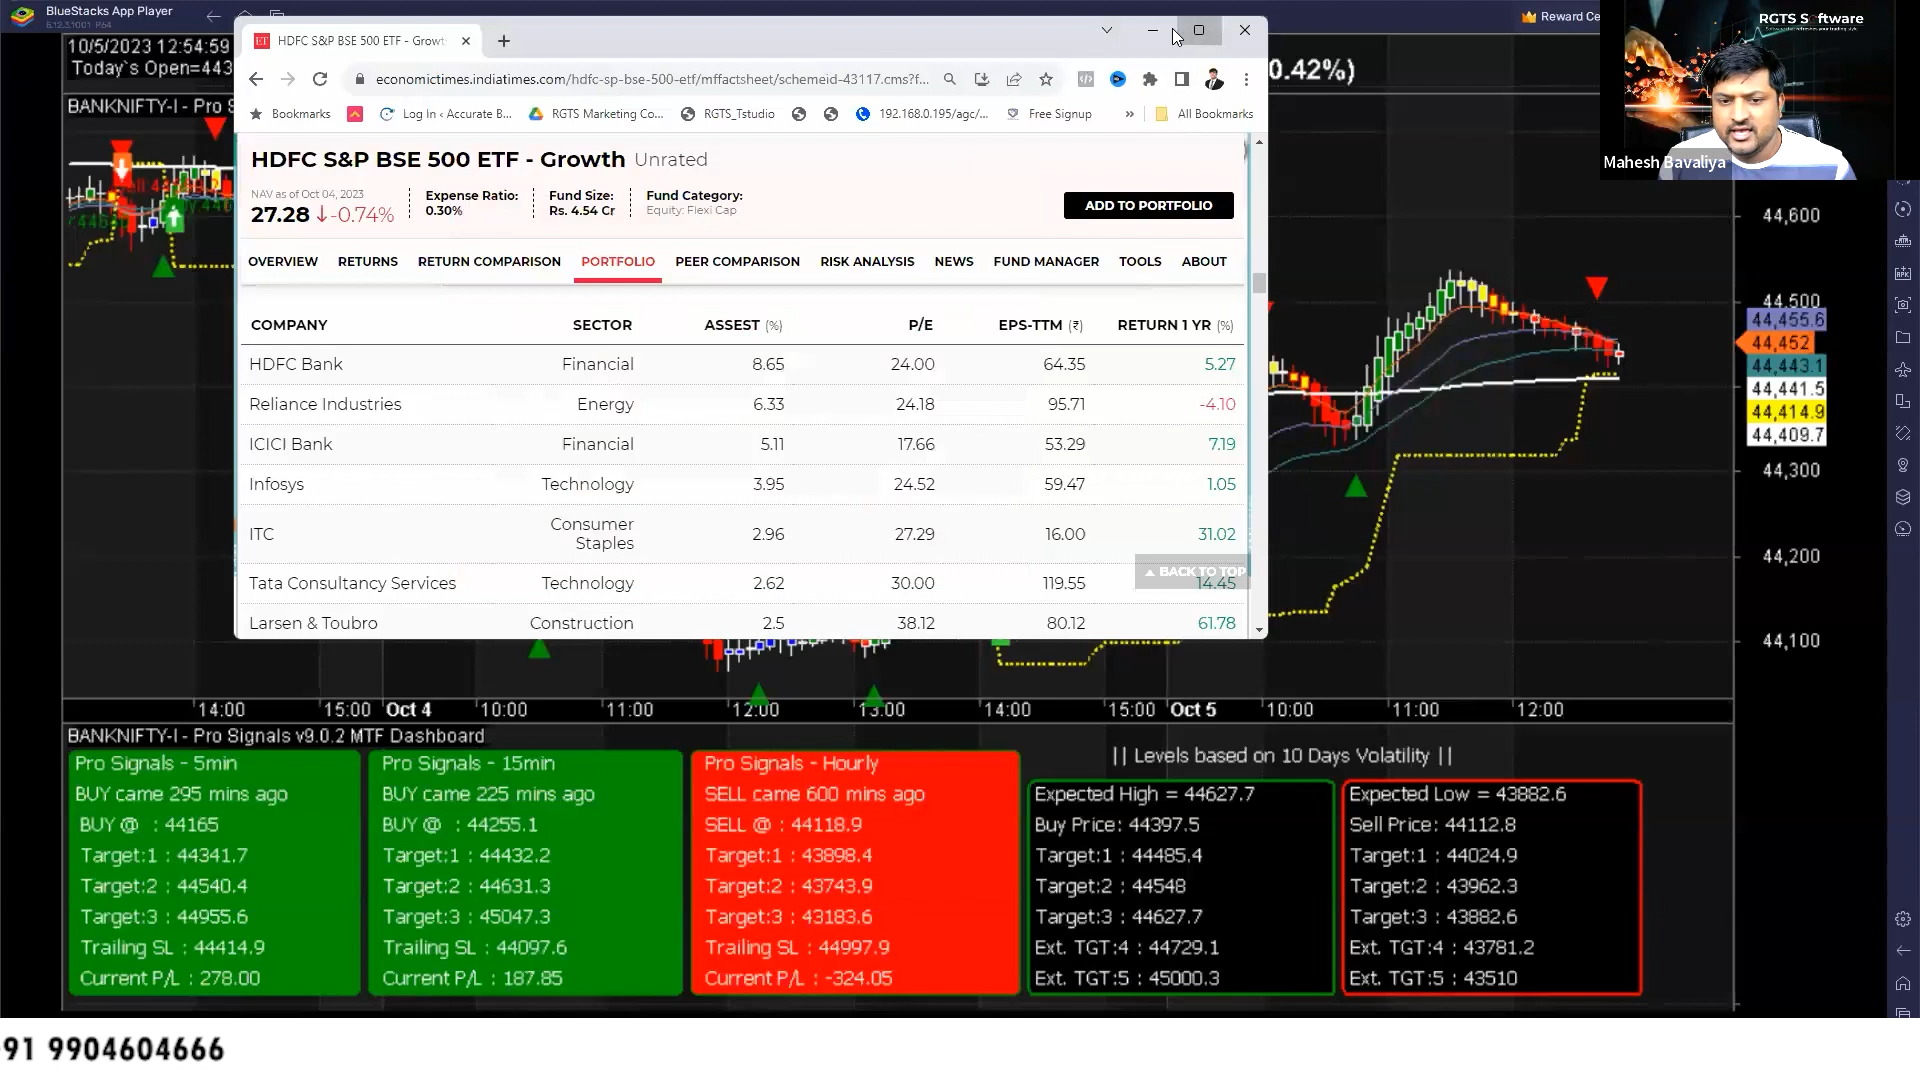 BlueStacks App Player
Reward Ce
RGTS S ftware
10/5/2023 12:54:59
Today`s Open=443
0.42%)
BANKNIFTY-I - Pro S
HDFC S&P BSE 500 ETF - Growt
economictimes.indiatimes.com/hdfc-sp-bse-500-etf/mffactsheet/schemeid-43117.cms?f...
Bookmarks
Log In ‹ Accurate B...
RGTS Marketing Co...
RGTS_Tstudio
192.168.0.195/agc/...
Free Signup
»
All Bookmarks
Mahesh Bavaliya
HDFC S&P BSE 500 ETF - Growth Unrated
NAV as of Oct 04, 2023
27.28 ↓-0.74%
Expense Ratio:
0.30%
Fund Size:
Rs. 4.54 Cr
Fund Category:
Equity: Flexi Cap
ADD TO PORTFOLIO
OVERVIEW RETURNS RETURN COMPARISON PORTFOLIO PEER COMPARISON RISK ANALYSIS NEWS FUND MANAGER TOOLS ABOUT
COMPANY SECTOR ASSEST (%) P/E EPS-TTM (₹) RETURN 1 YR (%)
HDFC Bank Financial 8.65 24.00 64.35 5.27
Reliance Industries Energy 6.33 24.18 95.71 -4.10
ICICI Bank Financial 5.11 17.66 53.29 7.19
Infosys Technology 3.95 24.52 59.47 1.05
ITC Consumer Staples 2.96 27.29 16.00 31.02
BACK TO TOP
Tata Consultancy Services Technology 2.62 30.00 119.55 14.45
Larsen & Toubro Construction 2.5 38.12 80.12 61.78
44,600
44,500
44,455.6
44,452
44,443.1
44,441.5
44,414.9
44,409.7
44,300
44,200
44,100
14:00 15:00 Oct 4 10:00 11:00 12:00 13:00 14:00 15:00 Oct 5 10:00 11:00 12:00
BANKNIFTY-I - Pro Signals v9.0.2 MTF Dashboard
Pro Signals - 5min
BUY came 295 mins ago
BUY @ : 44165
Target:1 : 44341.7
Target:2 : 44540.4
Target:3 : 44955.6
Trailing SL : 44414.9
Current P/L : 278.00
Pro Signals - 15min
BUY came 225 mins ago
BUY @ : 44255.1
Target:1 : 44432.2
Target:2 : 44631.3
Target:3 : 45047.3
Trailing SL : 44097.6
Current P/L : 187.85
Pro Signals - Hourly
SELL came 600 mins ago
SELL @ : 44118.9
Target:1 : 43898.4
Target:2 : 43743.9
Target:3 : 43183.6
Trailing SL : 44997.9
Current P/L : -324.05
|| Levels based on 10 Days Volatility ||
Expected High = 44627.7
Buy Price: 44397.5
Target:1 : 44485.4
Target:2 : 44548
Target:3 : 44627.7
Ext. TGT:4 : 44729.1
Ext. TGT:5 : 45000.3
Expected Low = 43882.6
Sell Price: 44112.8
Target:1 : 44024.9
Target:2 : 43962.3
Target:3 : 43882.6
Ext. TGT:4 : 43781.2
Ext. TGT:5 : 43510
91 9904604666